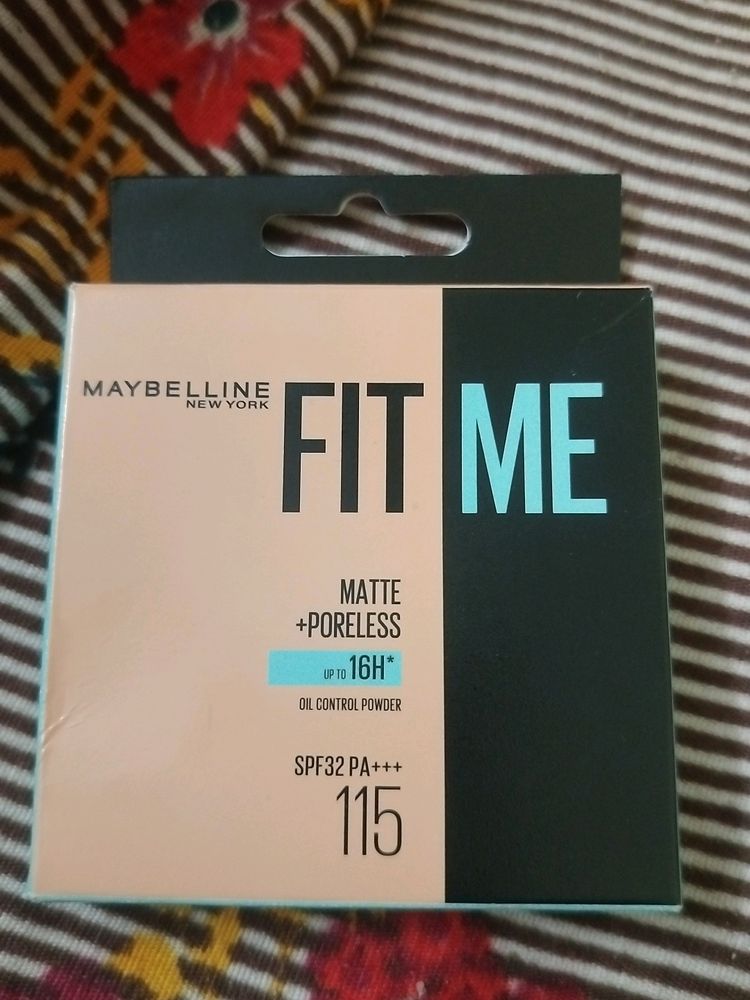 MAYBELLINE
NEW YORK
FIT ME
MATTE
+PORELESS
UP TO 16H*
OIL CONTROL POWDER
SPF32 PA+++
115